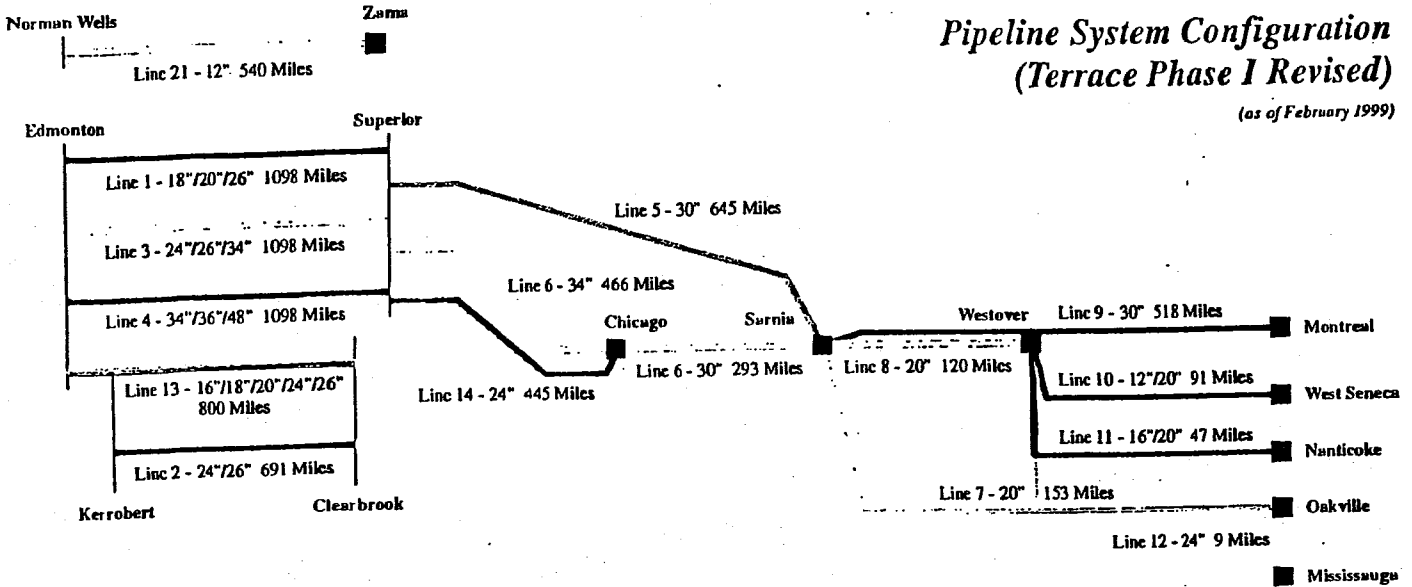 Norman Wells
Zama
Line 21 - 12" 540 Miles
Pipeline System Configuration
(Terrace Phase I Revised)
(as of February 1999)
Edmonton
Superior
Line 1 - 18"/20"/26" 1098 Miles
Line 5 - 30" 645 Miles
Line 3 - 24"/26"/34" 1098 Miles
Line 6 - 34" 466 Miles
Line 4 - 34"/36"/48" 1098 Miles
Chicago
Sarnia
Westover
Line 9 - 30" 518 Miles
Montreal
Line 6 - 30" 293 Miles
Line 8 - 20" 120 Miles
Line 13 - 16"/18"/20"/24"/26"
800 Miles
Line 14 - 24" 445 Miles
Line 10 - 12"/20" 91 Miles
West Seneca
Line 11 - 16"/20" 47 Miles
Nanticoke
Line 2 - 24"/26" 691 Miles
Kerrobert
Clearbrook
Line 7 - 20" 153 Miles
Oakville
Line 12 - 24" 9 Miles
Mississauga